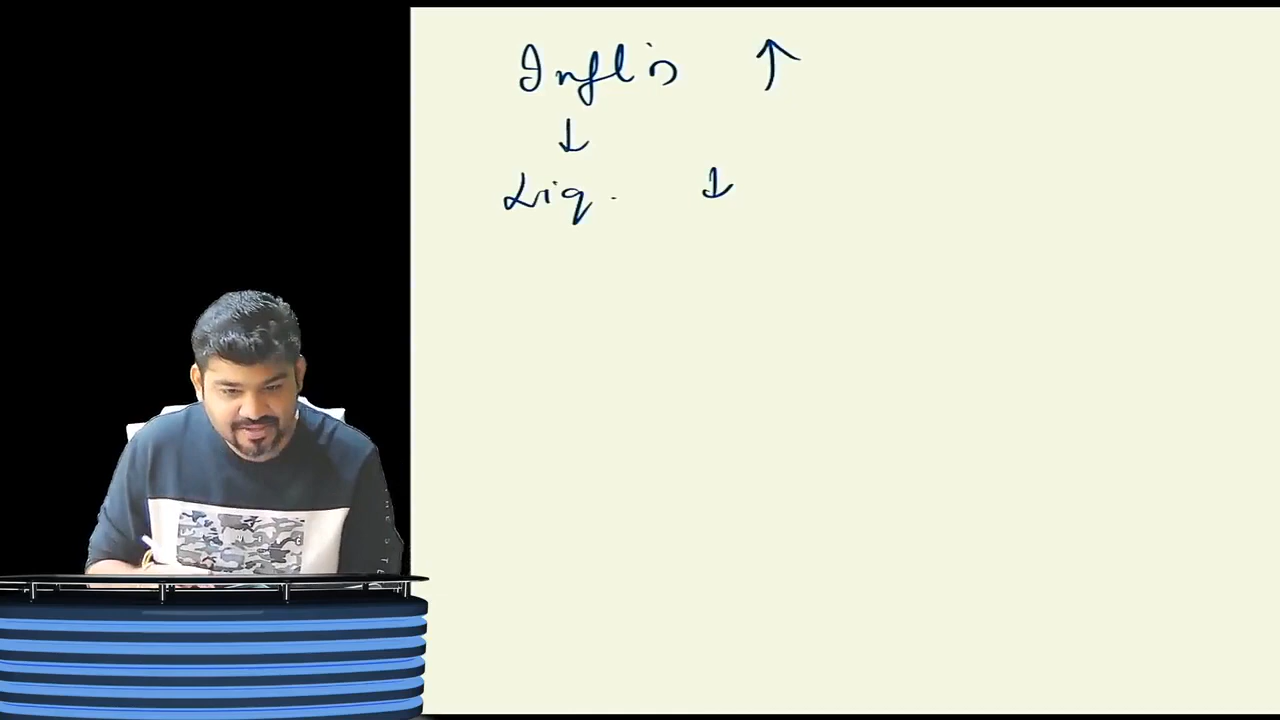 Infl'n ↑
↓
Liq. ↓